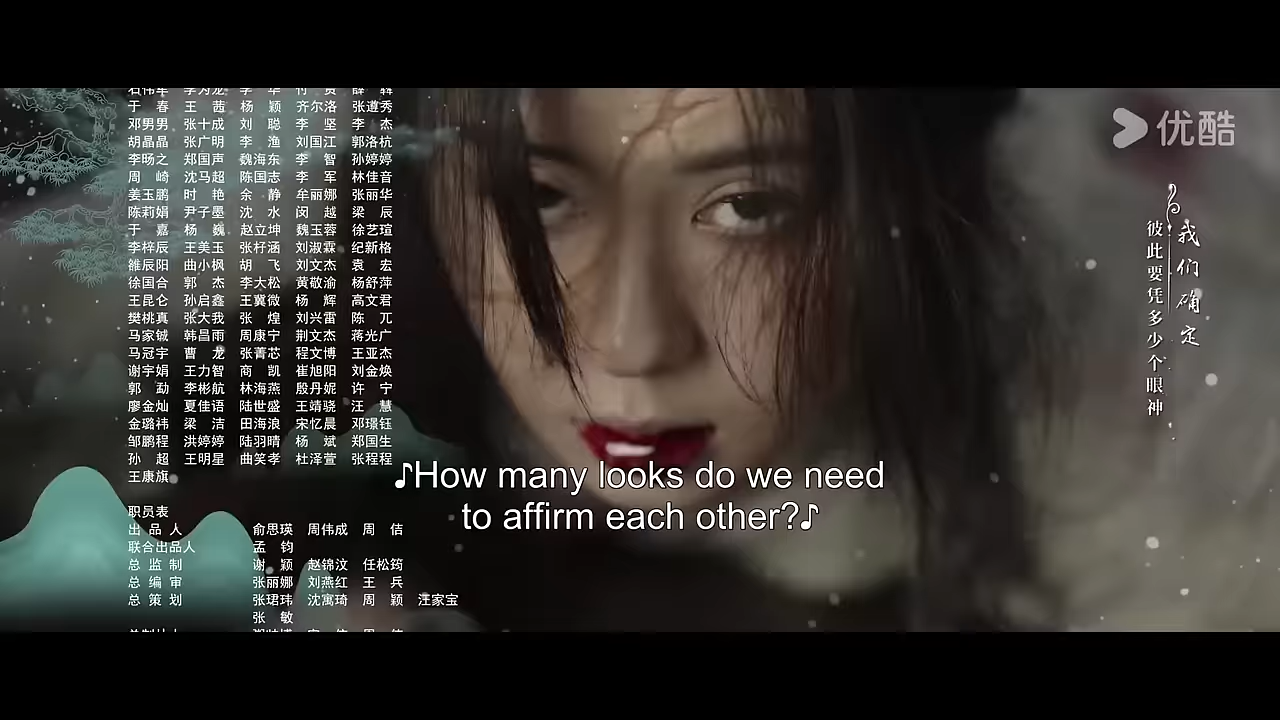 于 春 王 茜 杨 颖 齐尔洛 张遵秀
邓男男 张十成 刘 聪 李 坚 李 杰
胡晶晶 张广明 李 渔 刘国江 郭洛杭
李旸之 郑国声 魏海东 李 智 孙婷婷
周 崎 沈马超 陈国志 李 军 林佳音
姜玉鹏 时 艳 余 静 牟丽娜 张丽华
陈莉娟 尹子墨 沈 水 闵 越 梁 辰
于 嘉 杨 巍 赵立坤 魏玉蓉 徐艺瑄
李梓辰 王美玉 张杍涵 刘淑霖 纪新格
雒辰阳 曲小枫 胡 飞 刘文杰 袁 宏
徐国合 郭 杰 李大松 黄敬渝 杨舒萍
王昆仑 孙启鑫 王冀微 杨 辉 高文君
樊桃真 张大我 张 煌 刘兴雷 陈 兀
马家铖 韩昌雨 周康宁 荆文杰 蒋光广
马冠宇 曹 龙 张菁芯 程文博 王亚杰
谢宇娟 王力智 商 凯 崔旭阳 刘金焕
郭 勐 李彬航 林海燕 殷丹妮 许 宁
廖金灿 夏佳语 陆世盛 王靖骁 汪 慧
金璐祎 梁 洁 田海浪 宋忆晨 邓璟钰
邹鹏程 洪婷婷 陆羽晴 杨 斌 郑国生
孙 超 王明星 曲笑孝 杜泽萱 张程程
王康旗
职员表
出 品 人 俞思瑛 周伟成 周 佶
联合出品人 孟 钧
总 监 制 谢 颖 赵锦汶 任松筠
总 编 审 张丽娜 刘燕红 王 兵
总 策 划 张珺玮 沈寓琦 周 颖 汪家宝
张 敏
优酷
我们确定
彼此要凭多少个眼神
♪How many looks do we need
to affirm each other?♪